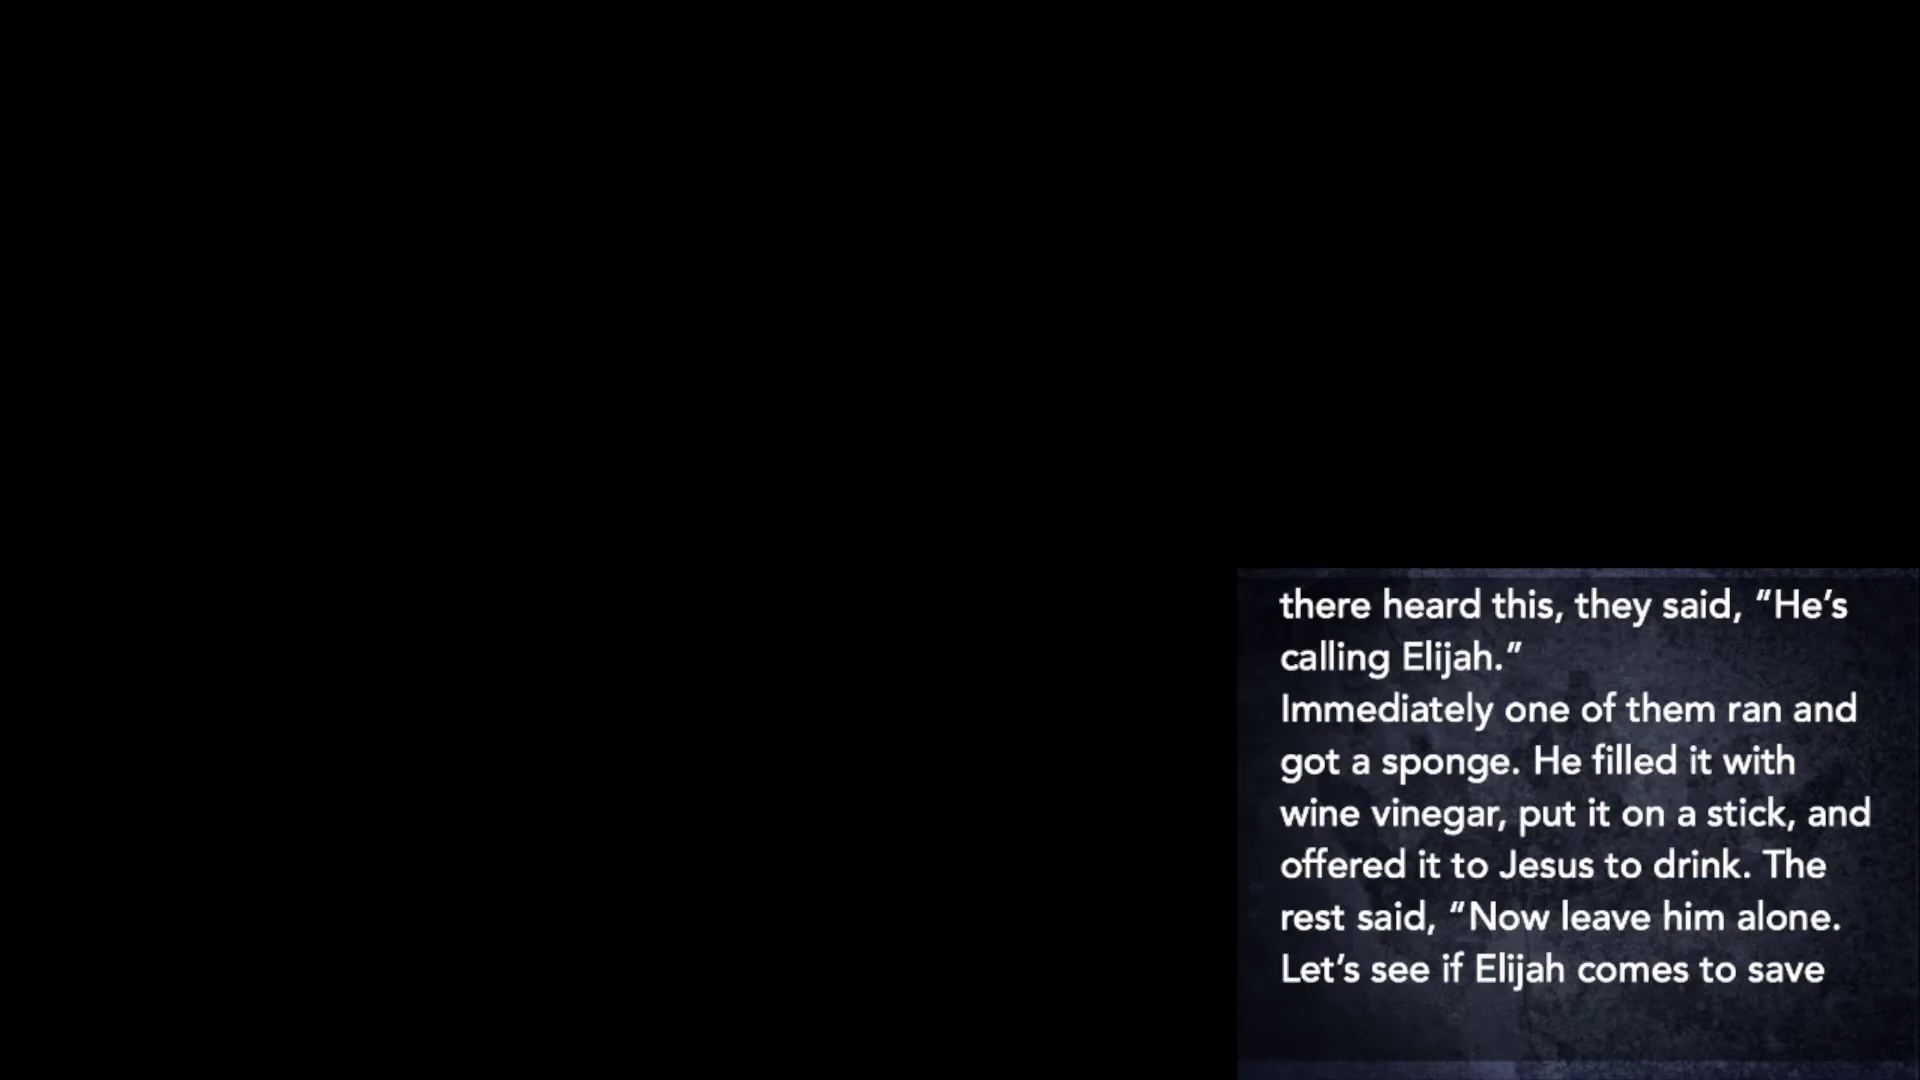 there heard this, they said, “He’s
calling Elijah.”
Immediately one of them ran and
got a sponge. He filled it with
wine vinegar, put it on a stick, and
offered it to Jesus to drink. The
rest said, “Now leave him alone.
Let’s see if Elijah comes to save